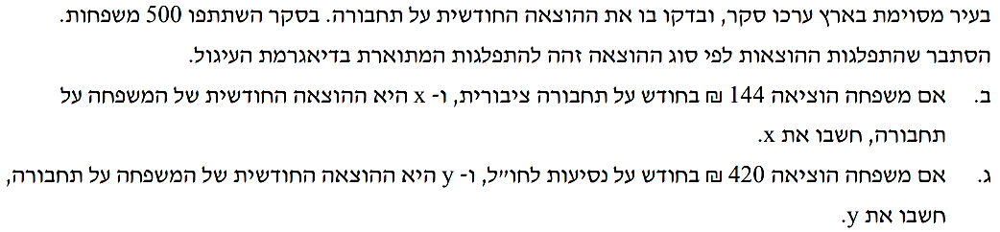 בעיר מסוימת בארץ ערכו סקר, ובדקו בו את ההוצאה החודשית על תחבורה. בסקר השתתפו 500 משפחות.
הסתבר שהתפלגות ההוצאות לפי סוג ההוצאה זהה להתפלגות המתוארת בדיאגרמת העיגול.
ב. אם משפחה הוציאה 144 ₪ בחודש על תחבורה ציבורית, ו- x היא ההוצאה החודשית של המשפחה על
תחבורה, חשבו את x.
ג. אם משפחה הוציאה 420 ₪ בחודש על נסיעות לחו״ל, ו- y היא ההוצאה החודשית של המשפחה על תחבורה,
חשבו את y.